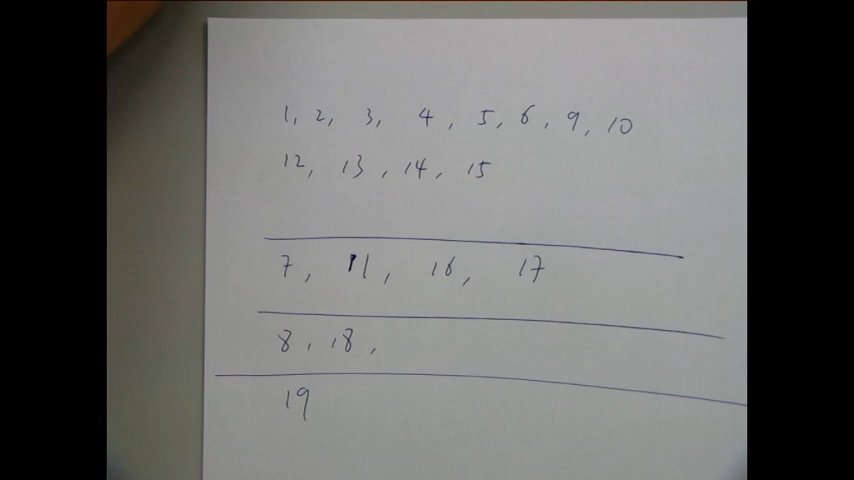 1, 2, 3, 4, 5, 6, 9, 10
12, 13, 14, 15
7, 11, 16, 17
8, 18,
19